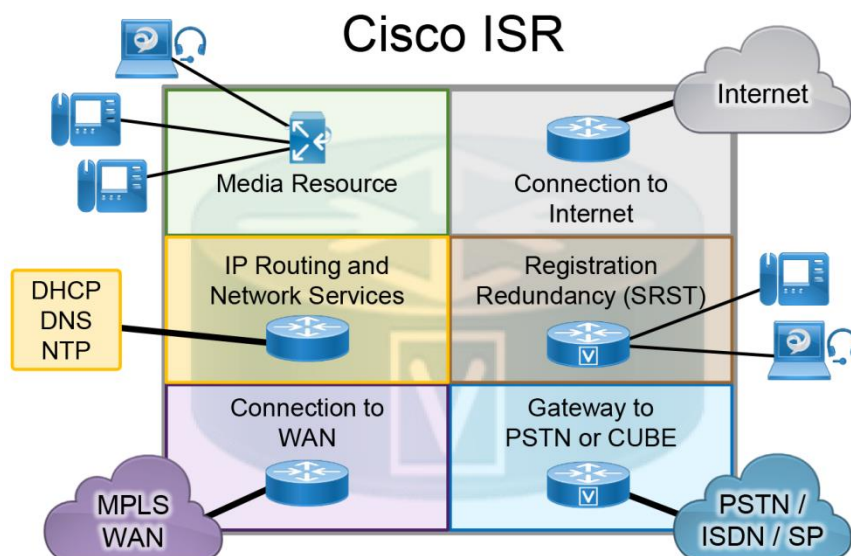 Cisco ISR
Internet
Media Resource
Connection to
Internet
DHCP
DNS
NTP
IP Routing and
Network Services
Registration
Redundancy (SRST)
V
Connection to
WAN
Gateway to
PSTN or CUBE
V
V
MPLS
WAN
PSTN /
ISDN / SP